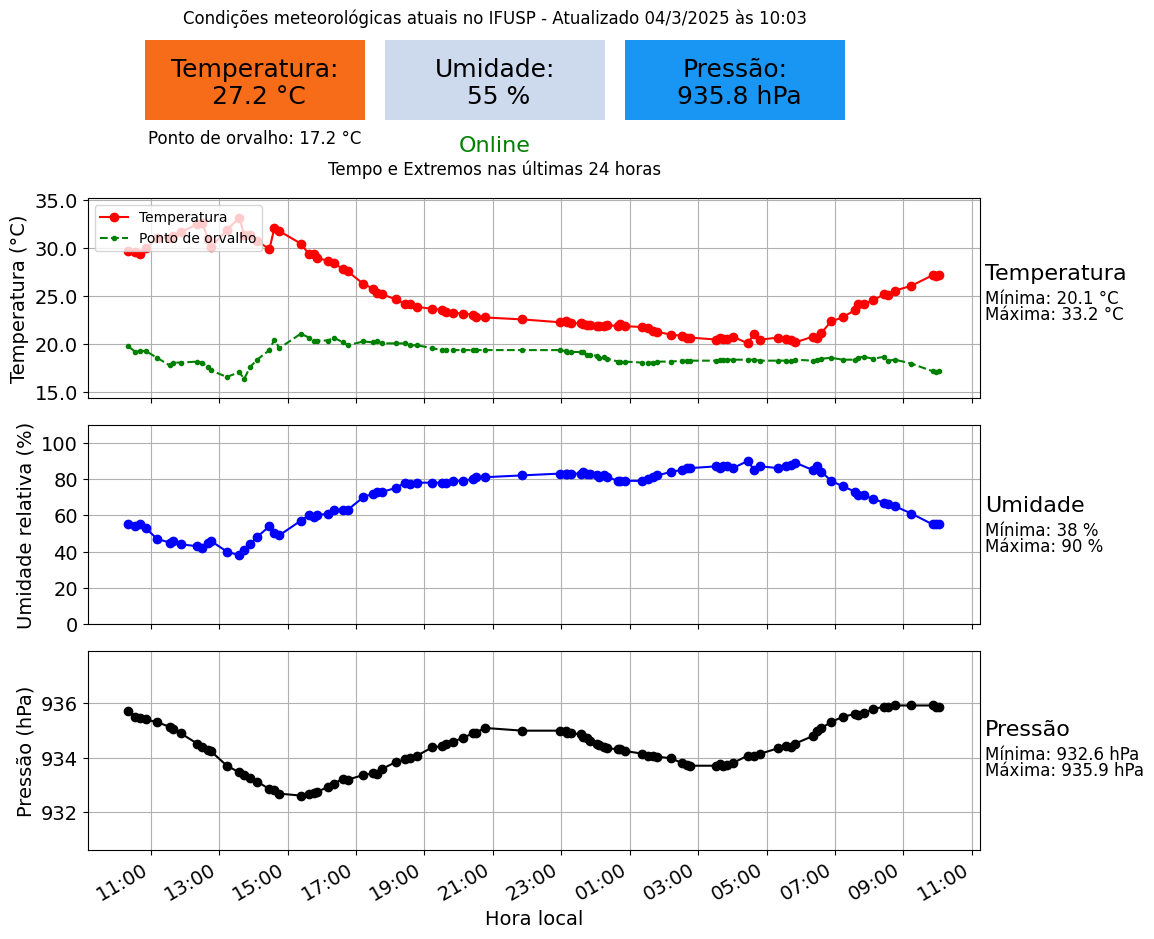 Condições meteorológicas atuais no IFUSP - Atualizado 04/3/2025 às 10:03
Temperatura:
27.2 °C
Umidade:
55 %
Pressão:
935.8 hPa
Ponto de orvalho: 17.2 °C
Online
Tempo e Extremos nas últimas 24 horas
Temperatura (°C)
35.0
30.0
25.0
20.0
15.0
Temperatura
Ponto de orvalho
Temperatura
Mínima: 20.1 °C
Máxima: 33.2 °C
Umidade relativa (%)
100
80
60
40
20
0
Umidade
Mínima: 38 %
Máxima: 90 %
Pressão (hPa)
936
934
932
Pressão
Mínima: 932.6 hPa
Máxima: 935.9 hPa
11:00
13:00
15:00
17:00
19:00
21:00
23:00
01:00
03:00
05:00
07:00
09:00
11:00
Hora local